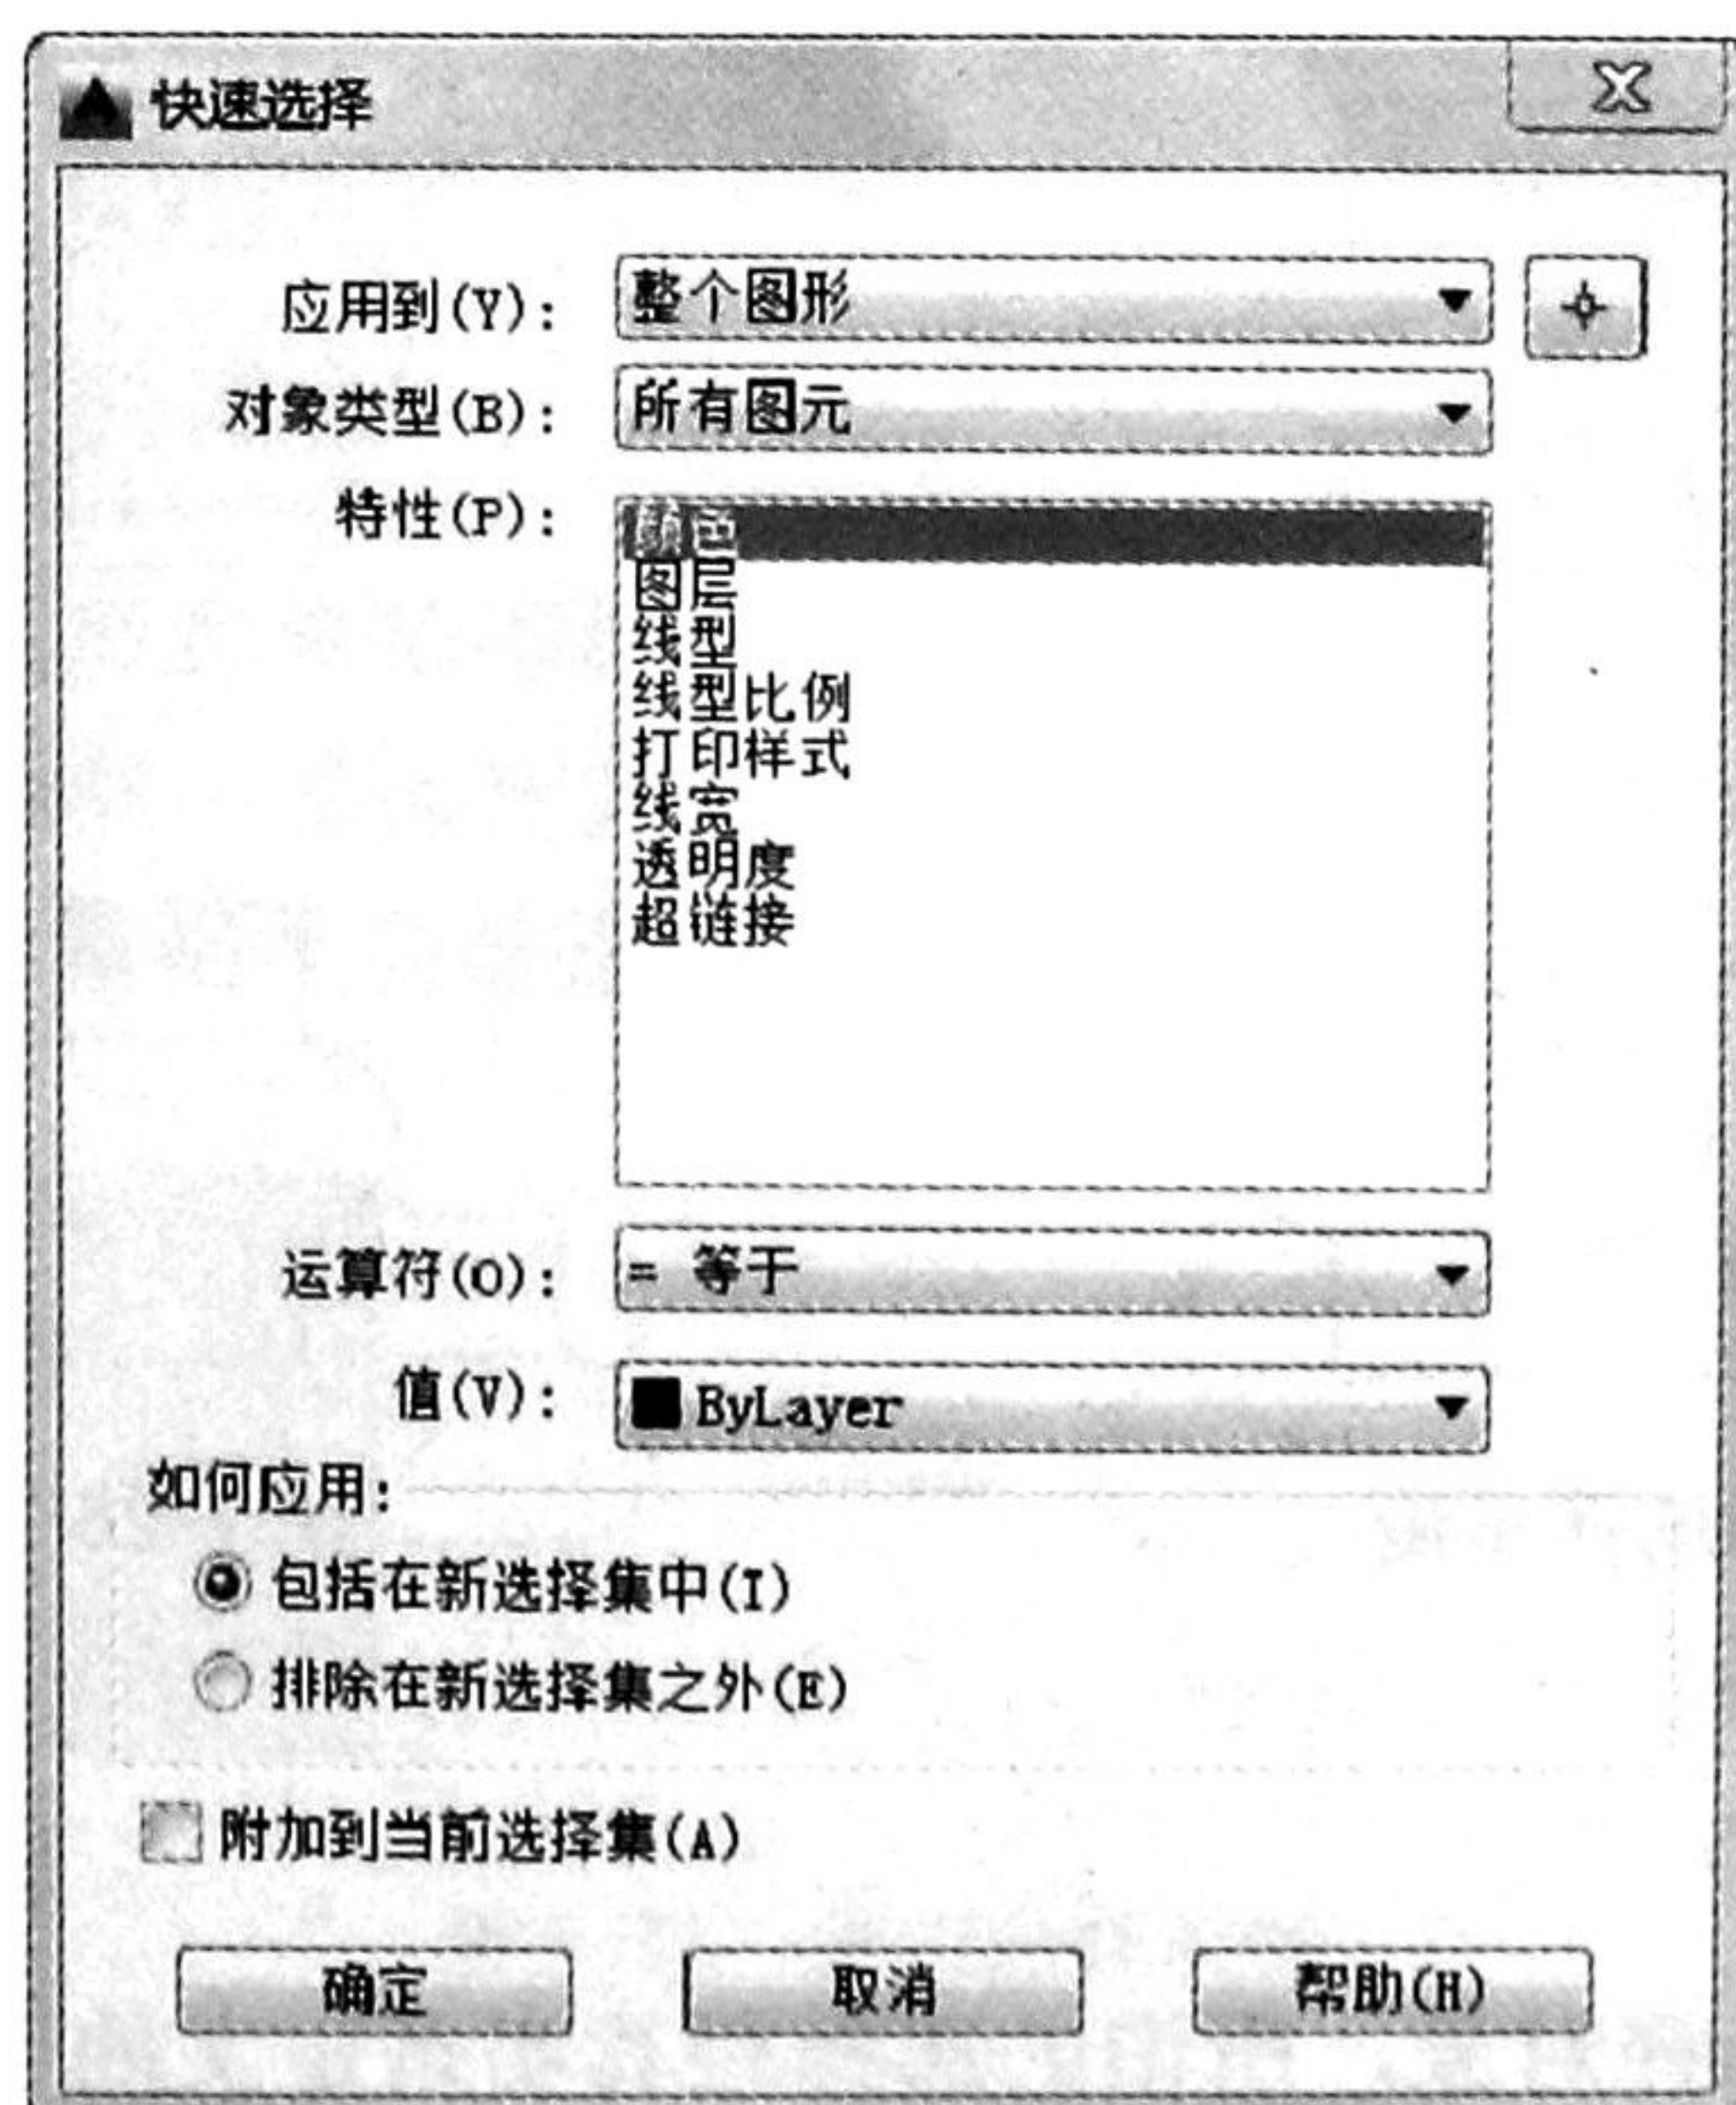 快速选择
应用到(Y): 整个图形
对象类型(B): 所有图元
特性(P): 颜色
图层
线型
线型比例
打印样式
线宽
透明度
超链接
运算符(O): = 等于
值(V): ByLayer
如何应用:
包括在新选择集中(I)
排除在新选择集之外(E)
附加到当前选择集(A)
确定 取消 帮助(H)